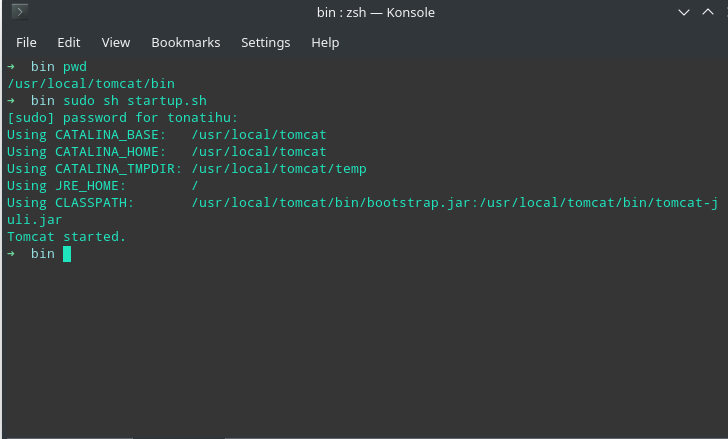 bin : zsh — Konsole
File Edit View Bookmarks Settings Help
➜  bin pwd
/usr/local/tomcat/bin
➜  bin sudo sh startup.sh
[sudo] password for tonatihu:
Using CATALINA_BASE:   /usr/local/tomcat
Using CATALINA_HOME:   /usr/local/tomcat
Using CATALINA_TMPDIR: /usr/local/tomcat/temp
Using JRE_HOME:        /
Using CLASSPATH:       /usr/local/tomcat/bin/bootstrap.jar:/usr/local/tomcat/bin/tomcat-j
uli.jar
Tomcat started.
➜  bin